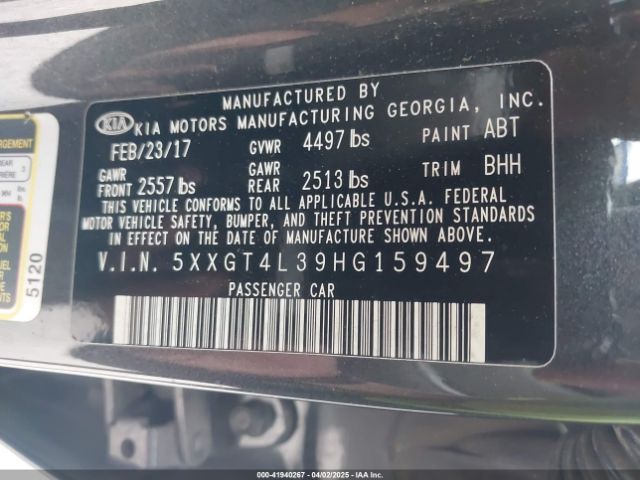 MANUFACTURED BY
KIA KIA MOTORS MANUFACTURING GEORGIA, INC.
FEB/23/17 GVWR 4497 lbs PAINT ABT
GAWR FRONT 2557 lbs GAWR REAR 2513 lbs TRIM BHH
THIS VEHICLE CONFORMS TO ALL APPLICABLE U.S.A. FEDERAL
MOTOR VEHICLE SAFETY, BUMPER, AND THEFT PREVENTION STANDARDS
IN EFFECT ON THE DATE OF MANUFACTURE SHOWN ABOVE.
V.I.N. 5XXGT4L39HG159497
PASSENGER CAR
5120
000-41940267 - 04/02/2025 - IAAI.com